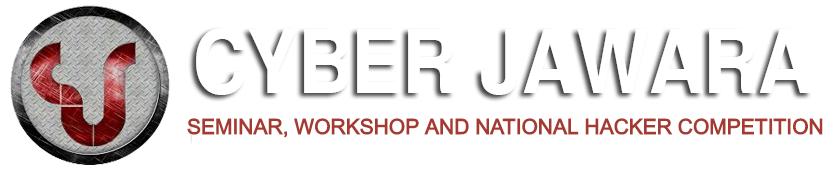 CYBER JAWARA
SEMINAR, WORKSHOP AND NATIONAL HACKER COMPETITION